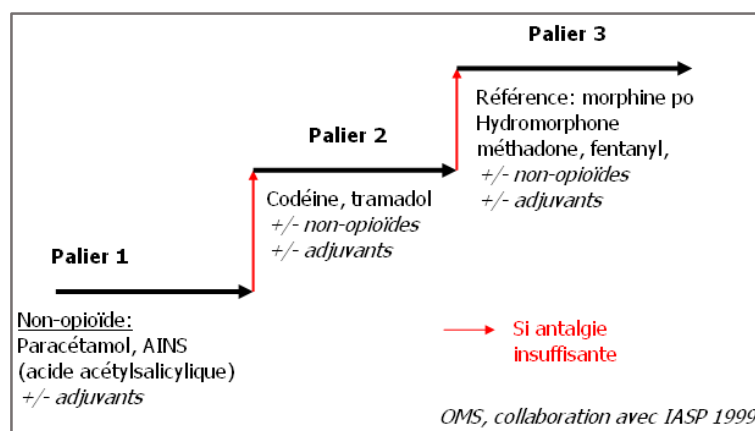 Palier 3
Référence: morphine po
Hydromorphone
méthadone, fentanyl,
+/- non-opioïdes
+/- adjuvants
Palier 2
Codéine, tramadol
+/- non-opioïdes
+/- adjuvants
Palier 1
Non-opioïde:
Paracétamol, AINS
(acide acétylsalicylique)
+/- adjuvants
Si antalgie
insuffisante
OMS, collaboration avec IASP 1999